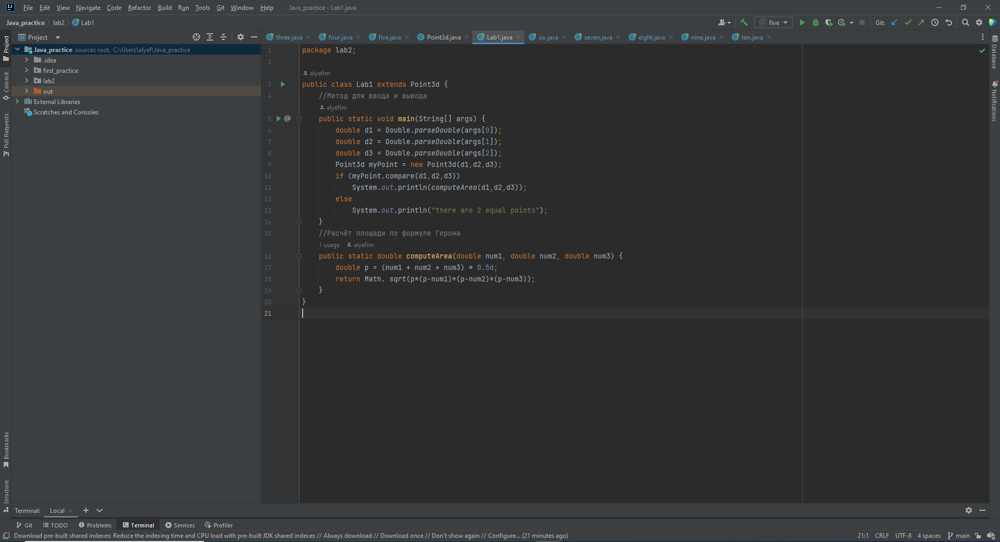 File Edit View Navigate Code Refactor Build Run Tools Git Window Help Java_practice - Lab1.java
Java_practice lab2 Lab1 five Git:
Project
three.java four.java five.java Point3d.java Lab1.java six.java seven.java eight.java nine.java ten.java
Java_practice sources root, C:\Users\alyef\Java_practice
.idea
first_practice
lab2
out
External Libraries
Scratches and Consoles
Project
Commit
Pull Requests
Bookmarks
Structure
1 package lab2;
2
alyefim
3 public class Lab1 extends Point3d {
4 //Метод для ввода и вывода
alyefim
5 @ public static void main(String[] args) {
6 double d1 = Double.parseDouble(args[0]);
7 double d2 = Double.parseDouble(args[1]);
8 double d3 = Double.parseDouble(args[2]);
9 Point3d myPoint = new Point3d(d1,d2,d3);
10 if (myPoint.compare(d1,d2,d3))
11 System.out.println(computeArea(d1,d2,d3));
12 else
13 System.out.println("there are 2 equal points");
14 }
15 //Расчёт площади по формуле Герона
1 usage alyefim
16 public static double computeArea(double num1, double num2, double num3) {
17 double p = (num1 + num2 + num3) * 0.5d;
18 return Math. sqrt(p*(p-num1)*(p-num2)*(p-num3));
19 }
20 }
21
Database
Notifications
Terminal: Local
Git TODO Problems Terminal Services Profiler
Download pre-built shared indexes: Reduce the indexing time and CPU load with pre-built JDK shared indexes // Always download // Download once // Don't show again // Configure... (21 minutes ago) 21:1 CRLF UTF-8 4 spaces main